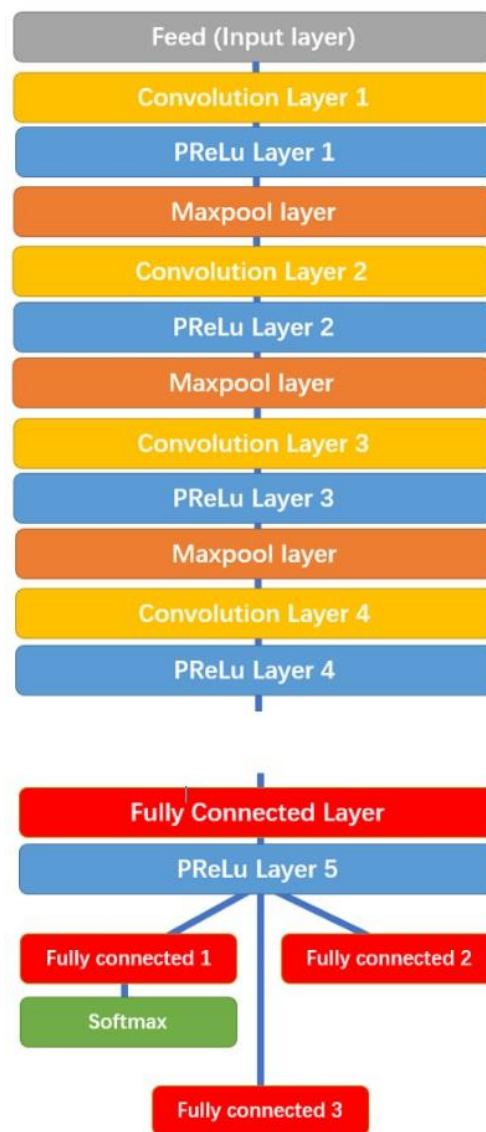 Feed (Input layer)
Convolution Layer 1
PReLu Layer 1
Maxpool layer
Convolution Layer 2
PReLu Layer 2
Maxpool layer
Convolution Layer 3
PReLu Layer 3
Maxpool layer
Convolution Layer 4
PReLu Layer 4
Fully Connected Layer
PReLu Layer 5
Fully connected 1
Fully connected 2
Softmax
Fully connected 3